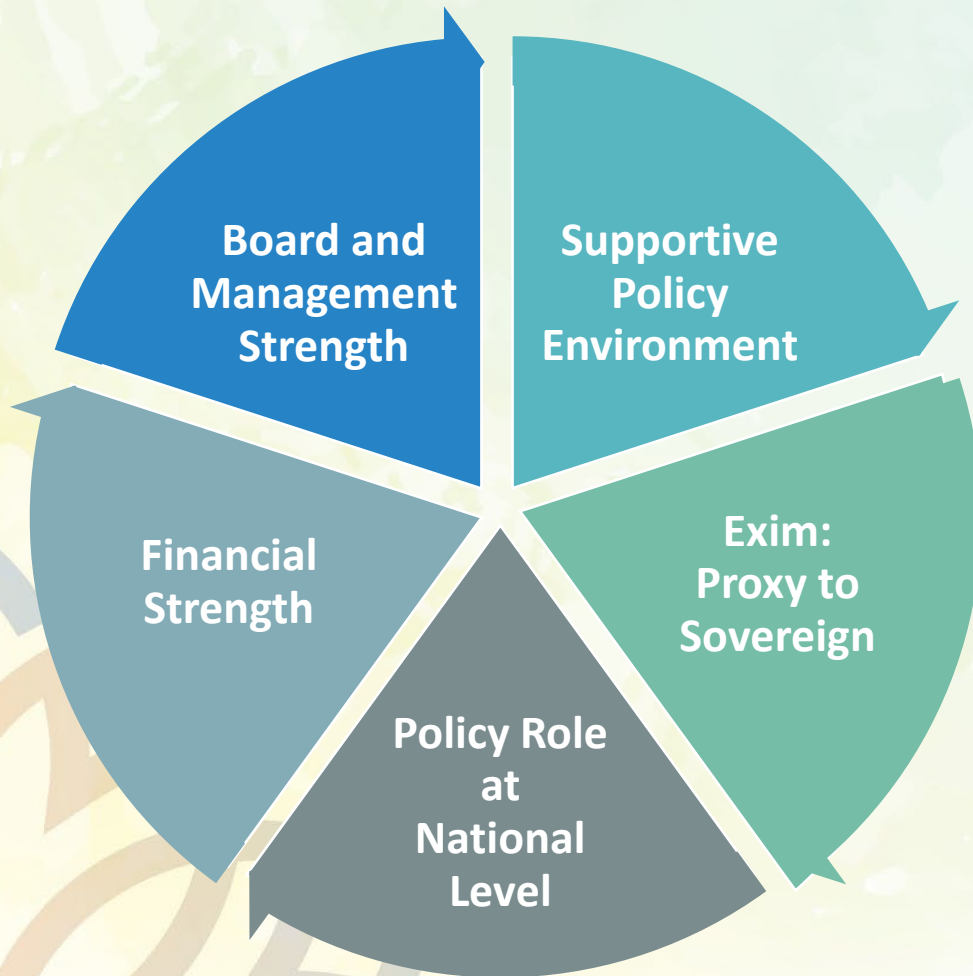 Board and
Management
Strength
Supportive
Policy
Environment
Exim:
Proxy to
Sovereign
Policy Role
at
National
Level
Financial
Strength